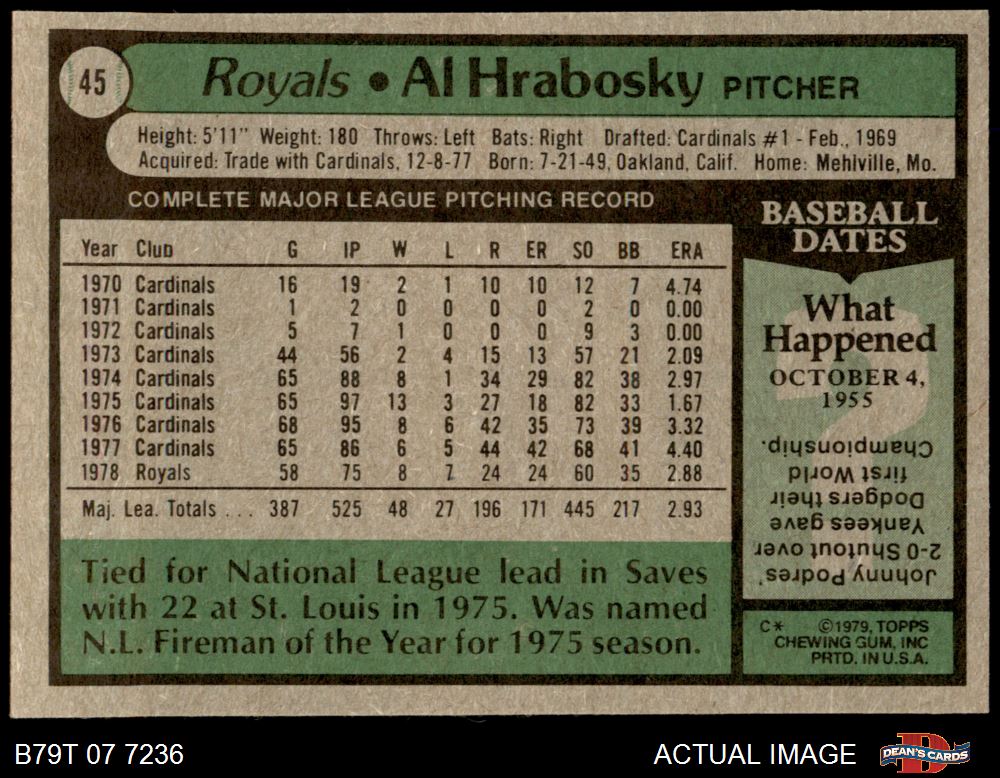 45
Royals • Al Hrabosky PITCHER
Height: 5'11" Weight: 180 Throws: Left Bats: Right Drafted: Cardinals #1 - Feb., 1969
Acquired: Trade with Cardinals, 12-8-77 Born: 7-21-49, Oakland, Calif. Home: Mehlville, Mo.
COMPLETE MAJOR LEAGUE PITCHING RECORD
Year Club G IP W L R ER SO BB ERA
1970 Cardinals 16 19 2 1 10 10 12 7 4.74
1971 Cardinals 1 2 0 0 0 0 2 0 0.00
1972 Cardinals 5 7 1 0 0 0 9 3 0.00
1973 Cardinals 44 56 2 4 15 13 57 21 2.09
1974 Cardinals 65 88 8 1 34 29 82 38 2.97
1975 Cardinals 65 97 13 3 27 18 82 33 1.67
1976 Cardinals 68 95 8 6 42 35 73 39 3.32
1977 Cardinals 65 86 6 5 44 42 68 41 4.40
1978 Royals 58 75 8 7 24 24 60 35 2.88
Maj. Lea. Totals . . . 387 525 48 27 196 171 445 217 2.93
Tied for National League lead in Saves
with 22 at St. Louis in 1975. Was named
N.L. Fireman of the Year for 1975 season.
BASEBALL
DATES
What
Happened
OCTOBER 4,
1955
Johnny Podres'
2-0 Shutout over
Yankees gave
Dodgers their
first World
Championship.
C* ©1979, TOPPS
CHEWING GUM, INC
PRTD. IN U.S.A.
B79T 07 7236
ACTUAL IMAGE
DEAN'S CARDS